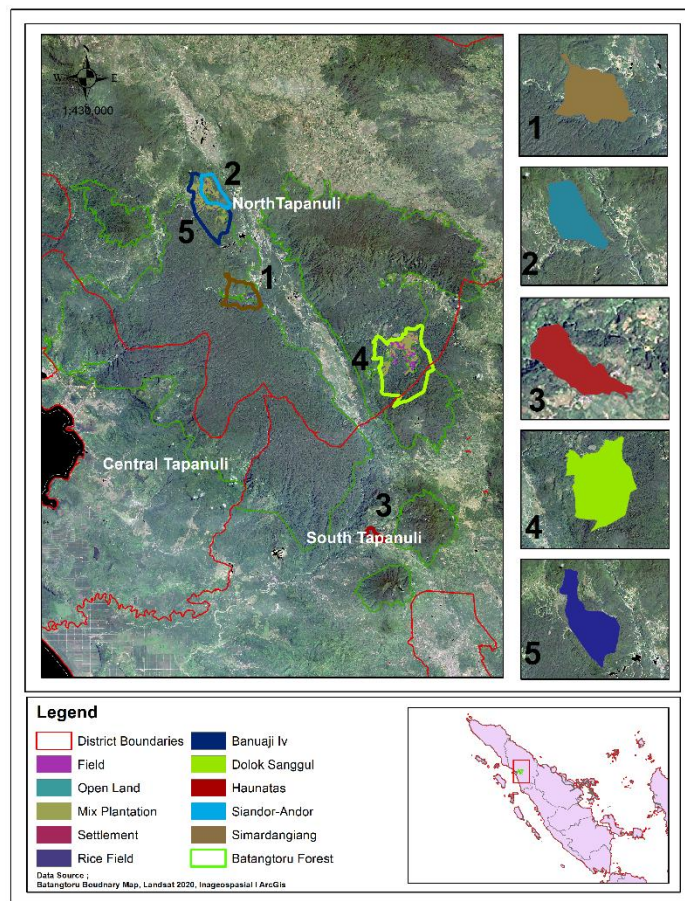 W E
1:430,000
2
NorthTapanuli
5
1
4
Central Tapanuli
3
South Tapanuli
1
2
3
4
5
Legend
District Boundaries
Field
Open Land
Mix Plantation
Settlement
Rice Field
Banuaji Iv
Dolok Sanggul
Haunatas
Siandor-Andor
Simardangiang
Batangtoru Forest
Data Source ;
Batangtoru Boudnary Map, Landsat 2020, Inageospasial I ArcGis